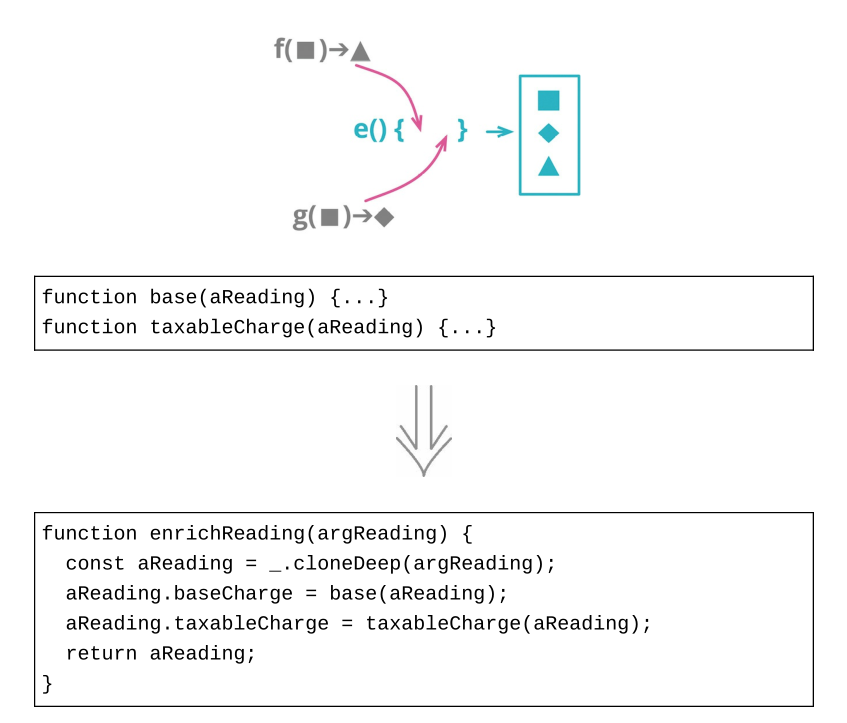 f(■)→▲
e() { } →
■
◆
▲
g(■)→◆
function base(aReading) {...}
function taxableCharge(aReading) {...}
function enrichReading(argReading) {
  const aReading = _.cloneDeep(argReading);
  aReading.baseCharge = base(aReading);
  aReading.taxableCharge = taxableCharge(aReading);
  return aReading;
}